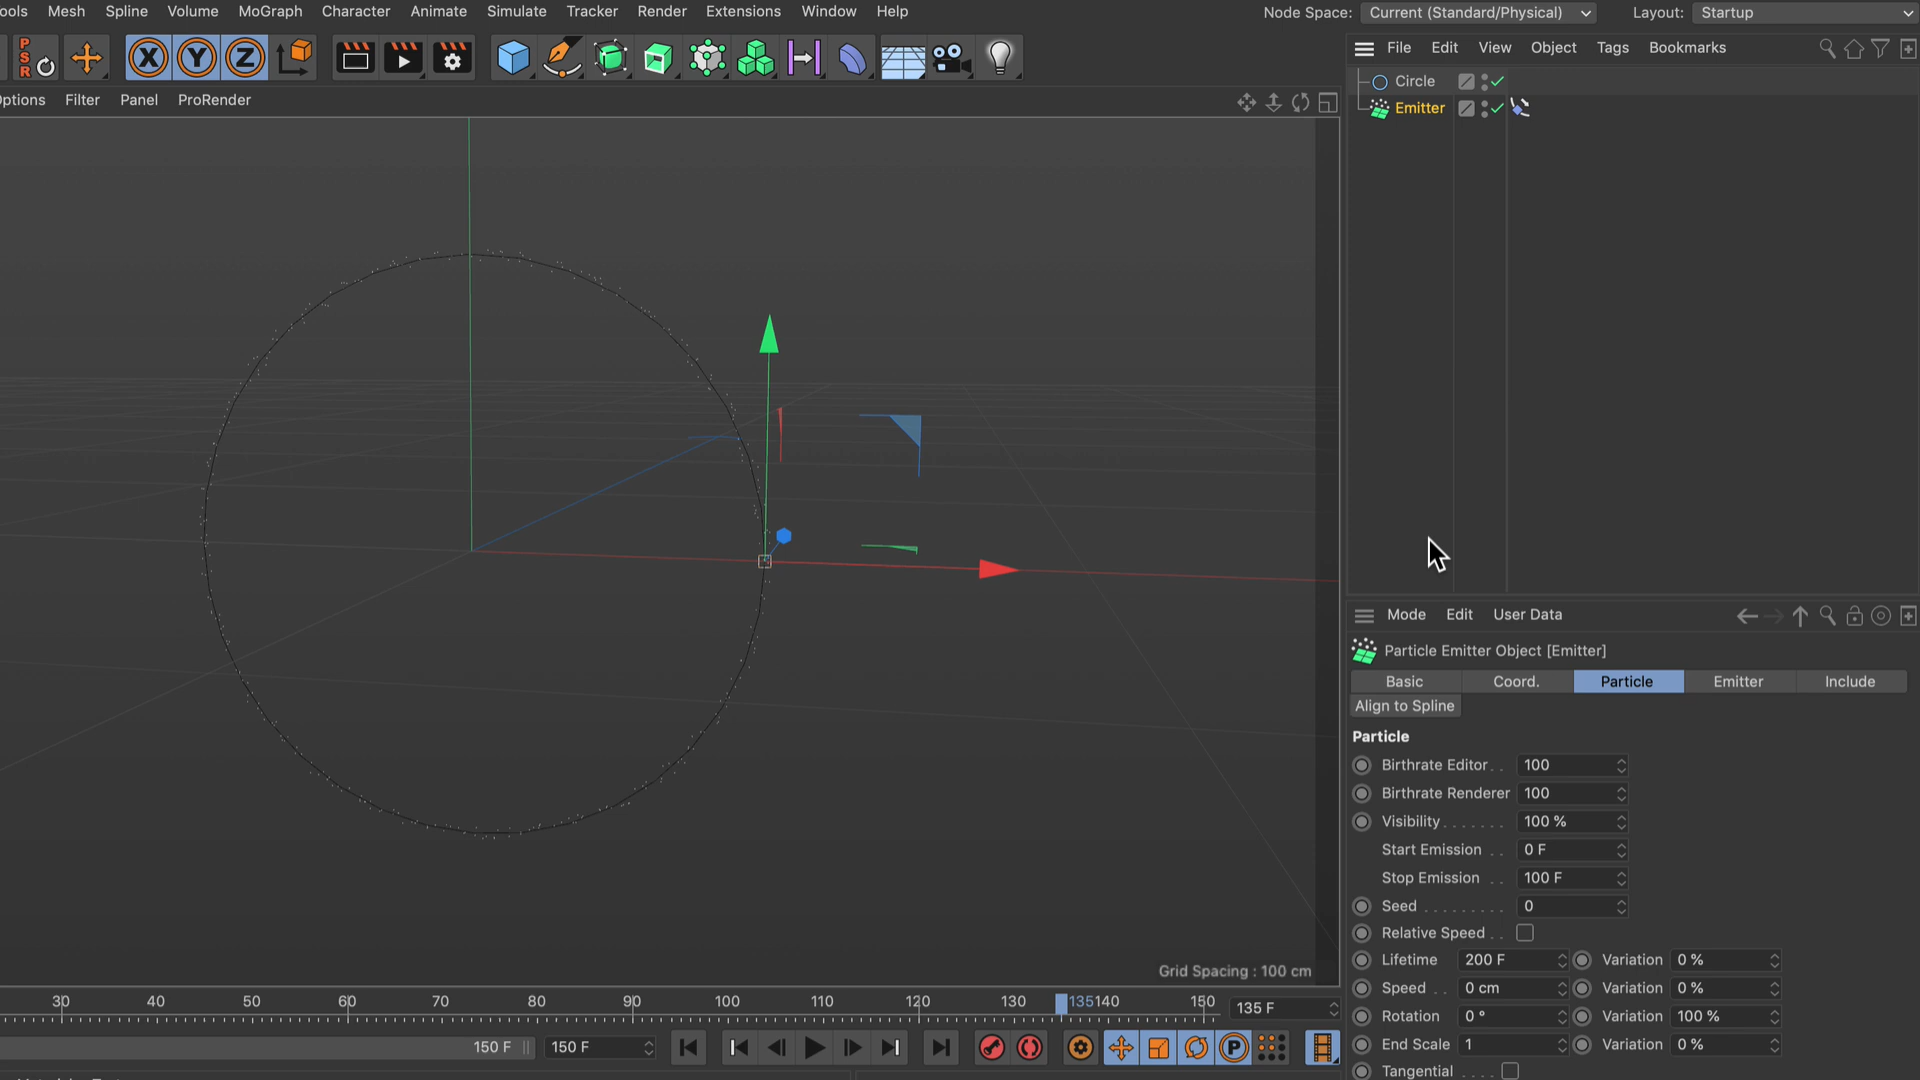 ools Mesh Spline Volume MoGraph Character Animate Simulate Tracker Render Extensions Window Help
Node Space: Current (Standard/Physical) Layout: Startup
PSR X Y Z
File Edit View Object Tags Bookmarks
ptions Filter Panel ProRender
Circle
Emitter
Grid Spacing : 100 cm
30 40 50 60 70 80 90 100 110 120 130 135 140 150 135 F
150 F 150 F
P
Mode Edit User Data
Particle Emitter Object [Emitter]
Basic Coord. Particle Emitter Include
Align to Spline
Particle
Birthrate Editor . . 100
Birthrate Renderer 100
Visibility . . . . . . . 100 %
Start Emission . . 0 F
Stop Emission . . 100 F
Seed . . . . . . . . . 0
Relative Speed . .
Lifetime 200 F Variation 0 %
Speed . . 0 cm Variation 0 %
Rotation 0 ° Variation 100 %
End Scale 1 Variation 0 %
Tangential . . . .